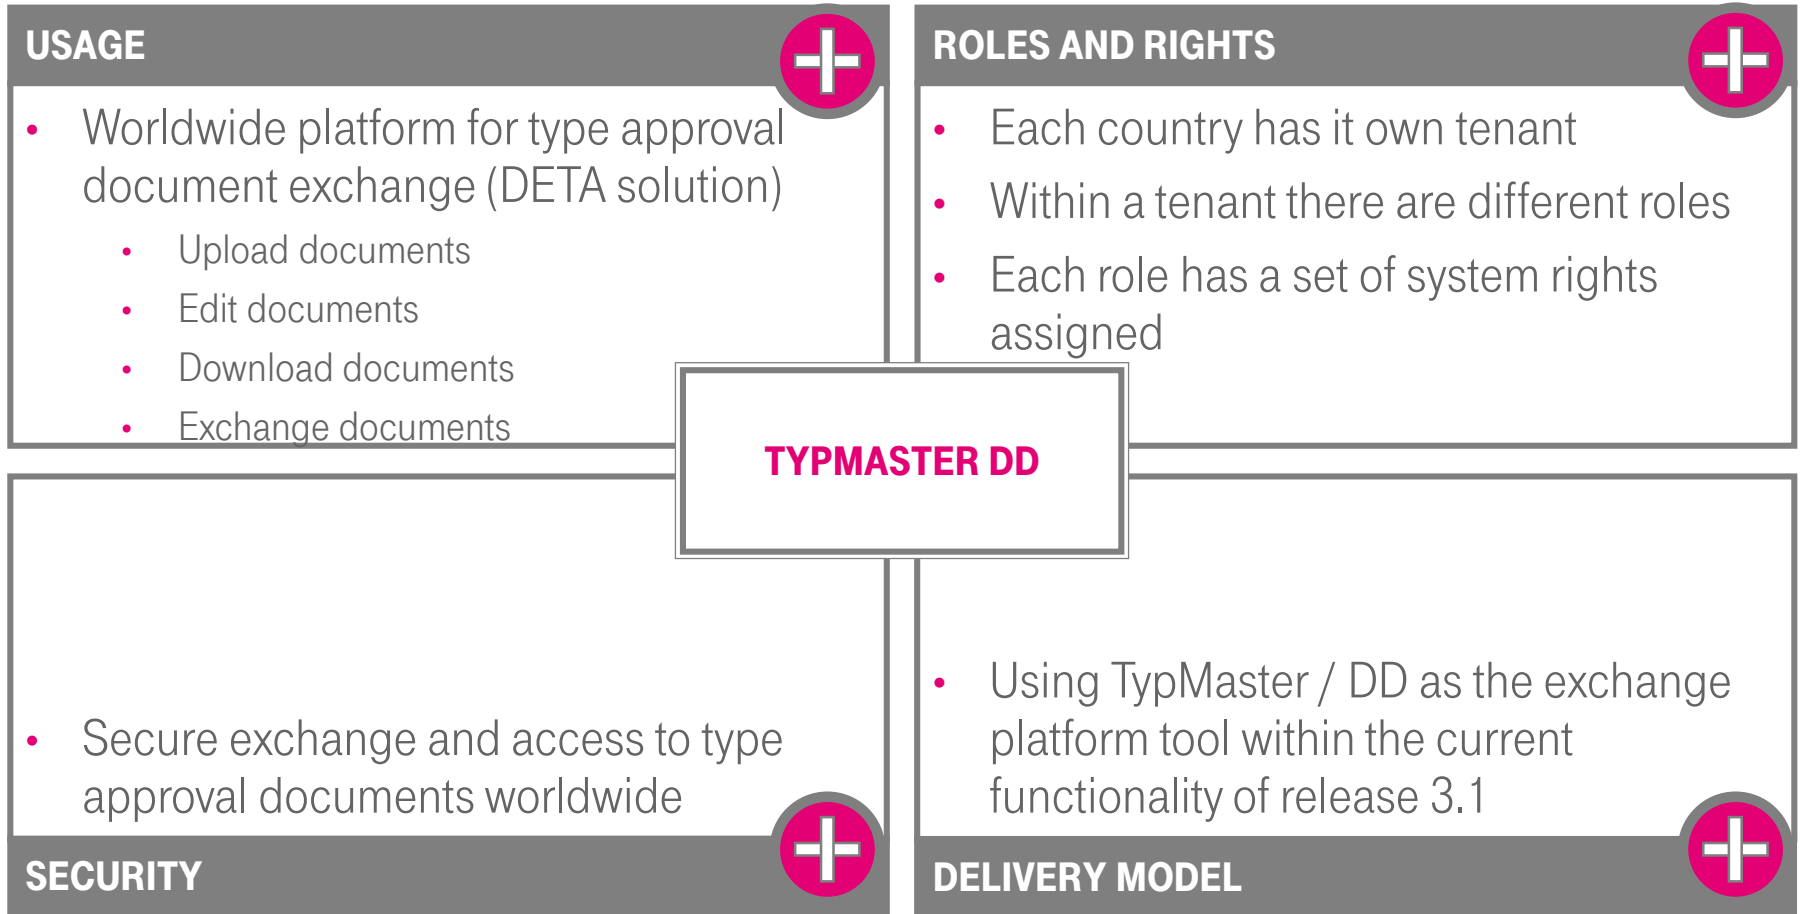 USAGE
• Worldwide platform for type approval
document exchange (DETA solution)
• Upload documents
• Edit documents
• Download documents
• Exchange documents
ROLES AND RIGHTS
• Each country has it own tenant
• Within a tenant there are different roles
• Each role has a set of system rights
assigned
TYPMASTER DD
• Secure exchange and access to type
approval documents worldwide
SECURITY
• Using TypMaster / DD as the exchange
platform tool within the current
functionality of release 3.1
DELIVERY MODEL